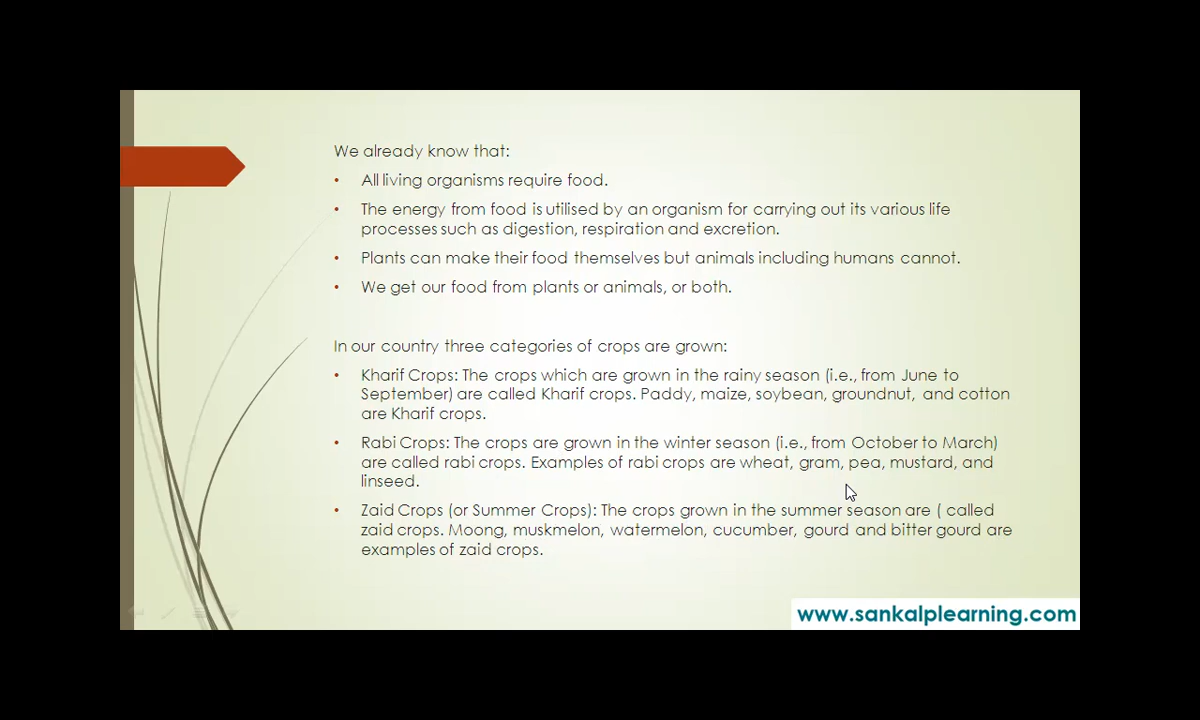 We already know that:
• All living organisms require food.
• The energy from food is utilised by an organism for carrying out its various life
processes such as digestion, respiration and excretion.
• Plants can make their food themselves but animals including humans cannot.
• We get our food from plants or animals, or both.
In our country three categories of crops are grown:
• Kharif Crops: The crops which are grown in the rainy season (i.e., from June to
September) are called Kharif crops. Paddy, maize, soybean, groundnut, and cotton
are Kharif crops.
• Rabi Crops: The crops are grown in the winter season (i.e., from October to March)
are called rabi crops. Examples of rabi crops are wheat, gram, pea, mustard, and
linseed.
• Zaid Crops (or Summer Crops): The crops grown in the summer season are ( called
zaid crops. Moong, muskmelon, watermelon, cucumber, gourd and bitter gourd are
examples of zaid crops.
www.sankalplearning.com